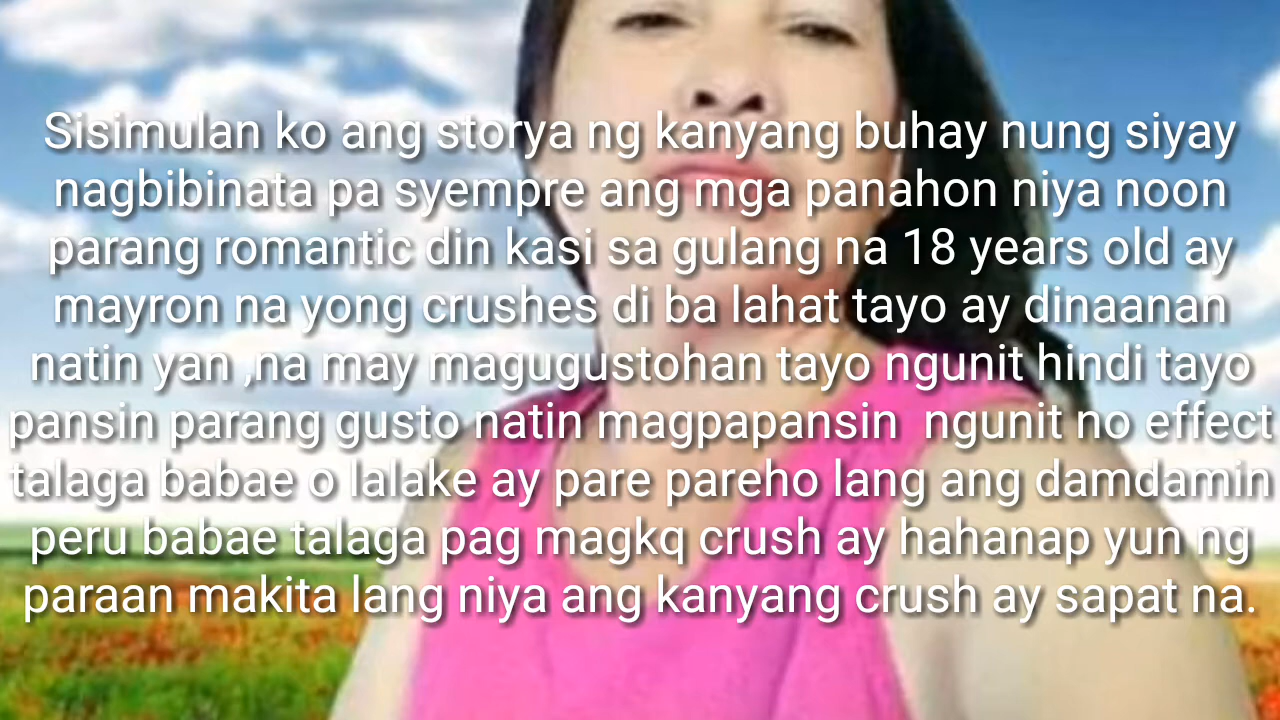 Sisimulan ko ang storya ng kanyang buhay nung siyay
nagbibinata pa syempre ang mga panahon niya noon
parang romantic din kasi sa gulang na 18 years old ay
mayron na yong crushes di ba lahat tayo ay dinaanan
natin yan ,na may magugustohan tayo ngunit hindi tayo
pansin parang gusto natin magpapansin  ngunit no effect
talaga babae o lalake ay pare pareho lang ang damdamin
peru babae talaga pag magkq crush ay hahanap yun ng
paraan makita lang niya ang kanyang crush ay sapat na.